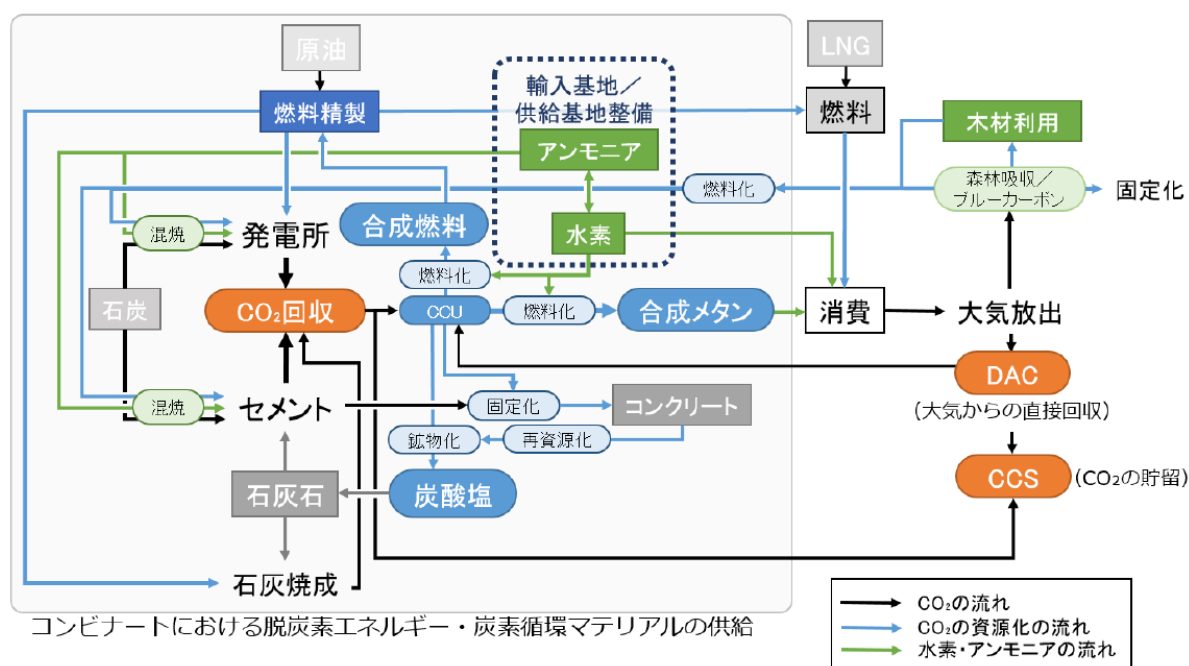 原油
LNG
輸入基地／
供給基地整備
燃料精製
燃料
木材利用
アンモニア
森林吸収／
ブルーカーボン
燃料化
固定化
混焼
発電所
合成燃料
水素
燃料化
石炭
CO₂回収
CCU
燃料化
合成メタン
消費
大気放出
DAC
(大気からの直接回収)
混焼
セメント
固定化
コンクリート
鉱物化
再資源化
石灰石
炭酸塩
CCS
(CO₂の貯留)
石灰焼成
コンビナートにおける脱炭素エネルギー・炭素循環マテリアルの供給
CO₂の流れ
CO₂の資源化の流れ
水素・アンモニアの流れ